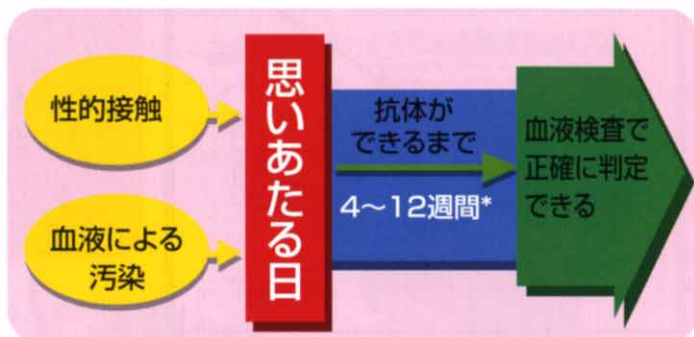 性的接触
血液による
汚染
思いあたる日
抗体が
できるまで
4〜12週間*
血液検査で
正確に判定
できる